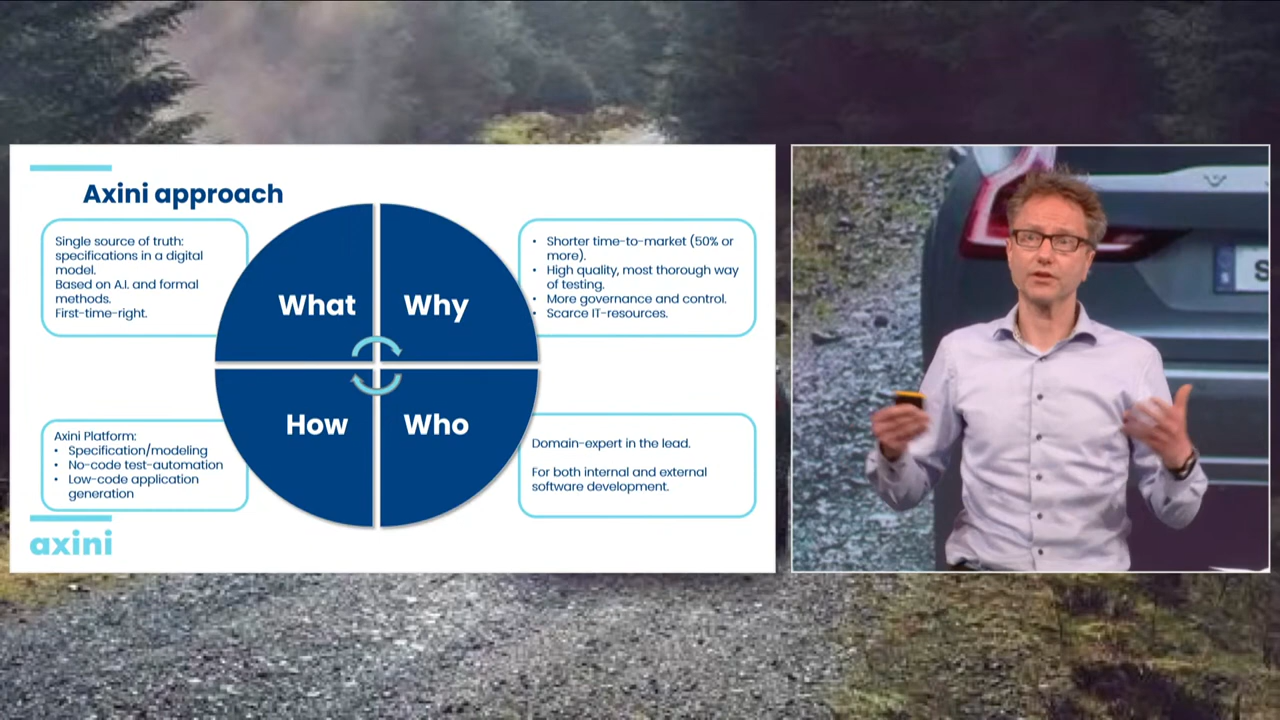 Axini approach
Single source of truth:
specifications in a digital
model.
Based on A.I. and formal
methods.
First-time-right.
What
Why
• Shorter time-to-market (50% or
more).
• High quality, most thorough way
of testing.
• More governance and control.
• Scarce IT-resources.
How
Who
Axini Platform:
• Specification/modeling
• No-code test-automation
• Low-code application
generation
Domain-expert in the lead.
For both internal and external
software development.
axini
S